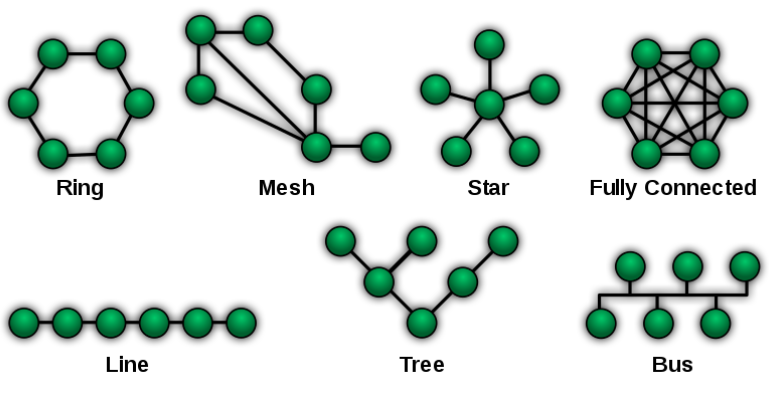 Ring
Mesh
Star
Fully Connected
Line
Tree
Bus